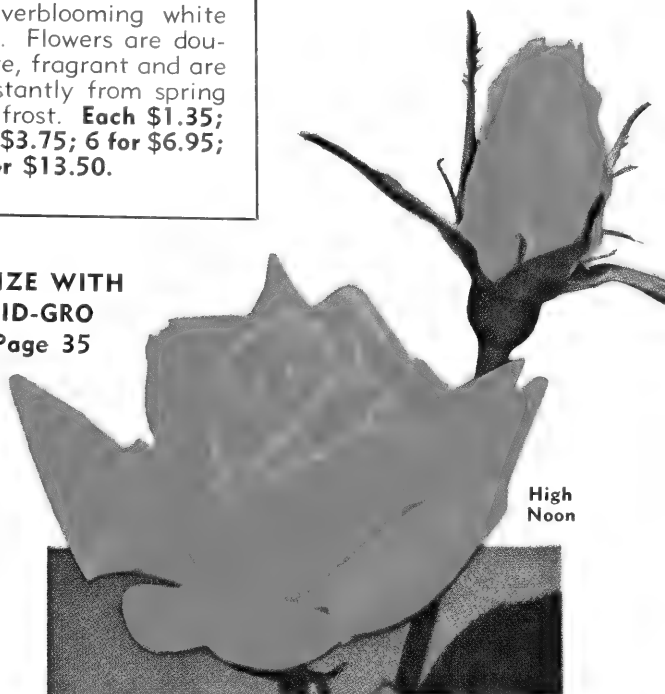 verblooming white
. Flowers are dou-
e, fragrant and are
stantly from spring
frost. Each $1.35;
$3.75; 6 for $6.95;
r $13.50.
IZE WITH
ID-GRO
Page 35
High
Noon